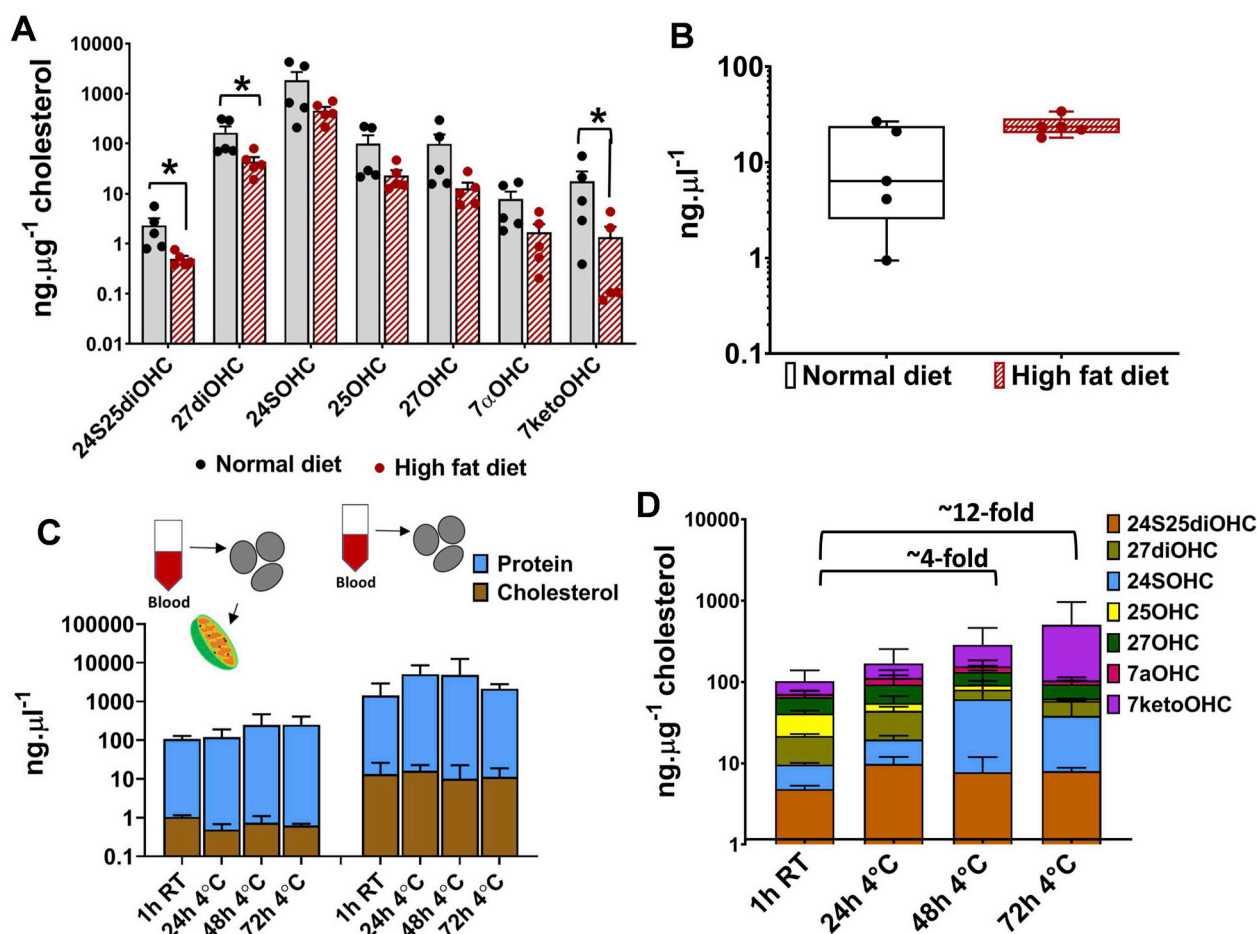 A
ng.µg⁻¹ cholesterol
10000
1000
100
10
1
0.1
0.01
*
*
*
24S25diOHC
27diOHC
24SOHC
25OHC
27OHC
7αOHC
7ketoOHC
Normal diet
High fat diet
B
ng.µl⁻¹
100
10
1
0.1
Normal diet
High fat diet
C
Blood
Blood
Protein
Cholesterol
ng.µl⁻¹
100000
10000
1000
100
10
1
0.1
1h RT
24h 4°C
48h 4°C
72h 4°C
1h RT
24h 4°C
48h 4°C
72h 4°C
D
ng.µg⁻¹ cholesterol
10000
1000
100
10
1
~12-fold
~4-fold
24S25diOHC
27diOHC
24SOHC
25OHC
27OHC
7aOHC
7ketoOHC
1h RT
24h 4°C
48h 4°C
72h 4°C